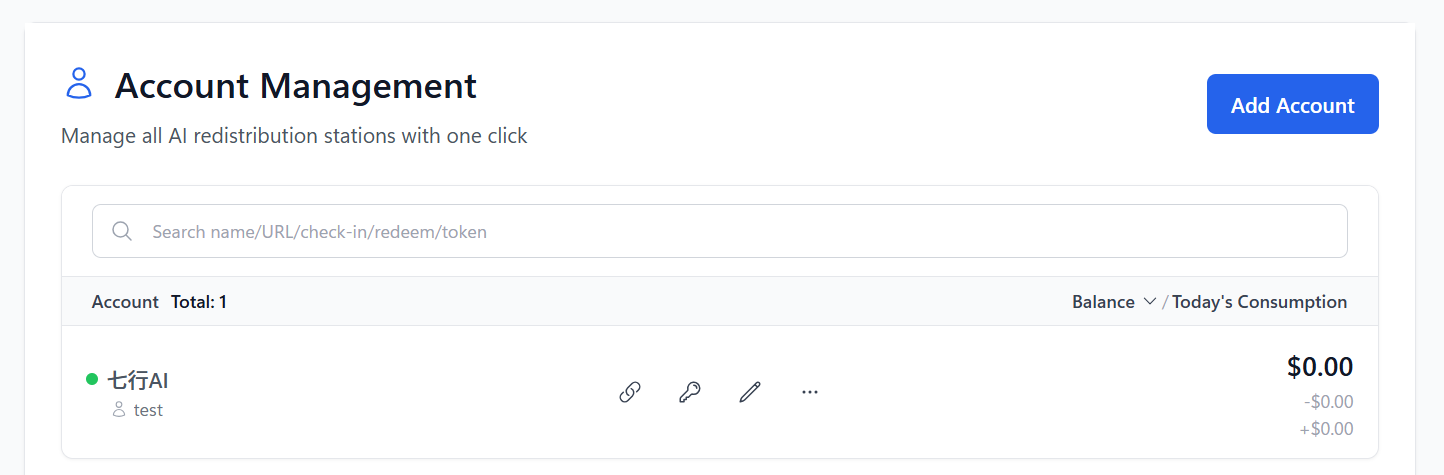 Account Management
Add Account
Manage all AI redistribution stations with one click
Search name/URL/check-in/redeem/token
Account Total: 1
Balance / Today's Consumption
七行AI
test
$0.00
-$0.00
+$0.00